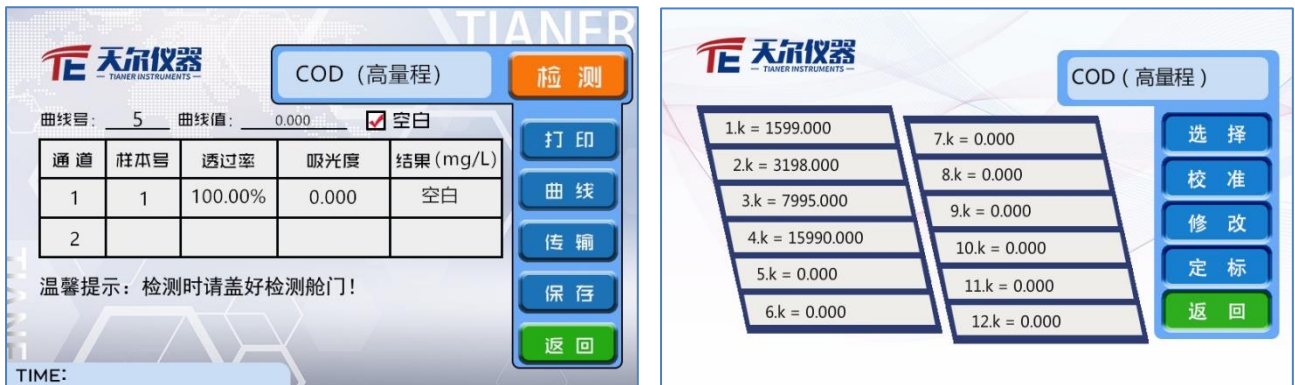 TIANER
TE 天尔仪器
TIANER INSTRUMENTS
COD (高量程)
检 测
曲线号: 5 曲线值: 0.000 空白
通 道 样本号 透过率 吸光度 结果(mg/L)
1 1 100.00% 0.000 空白
2
温馨提示: 检测时请盖好检测舱门!
打 印
曲 线
传 输
保 存
返 回
TIME:
TE 天尔仪器
TIANER INSTRUMENTS
COD ( 高量程 )
1.k = 1599.000
2.k = 3198.000
3.k = 7995.000
4.k = 15990.000
5.k = 0.000
6.k = 0.000
7.k = 0.000
8.k = 0.000
9.k = 0.000
10.k = 0.000
11.k = 0.000
12.k = 0.000
选 择
校 准
修 改
定 标
返 回